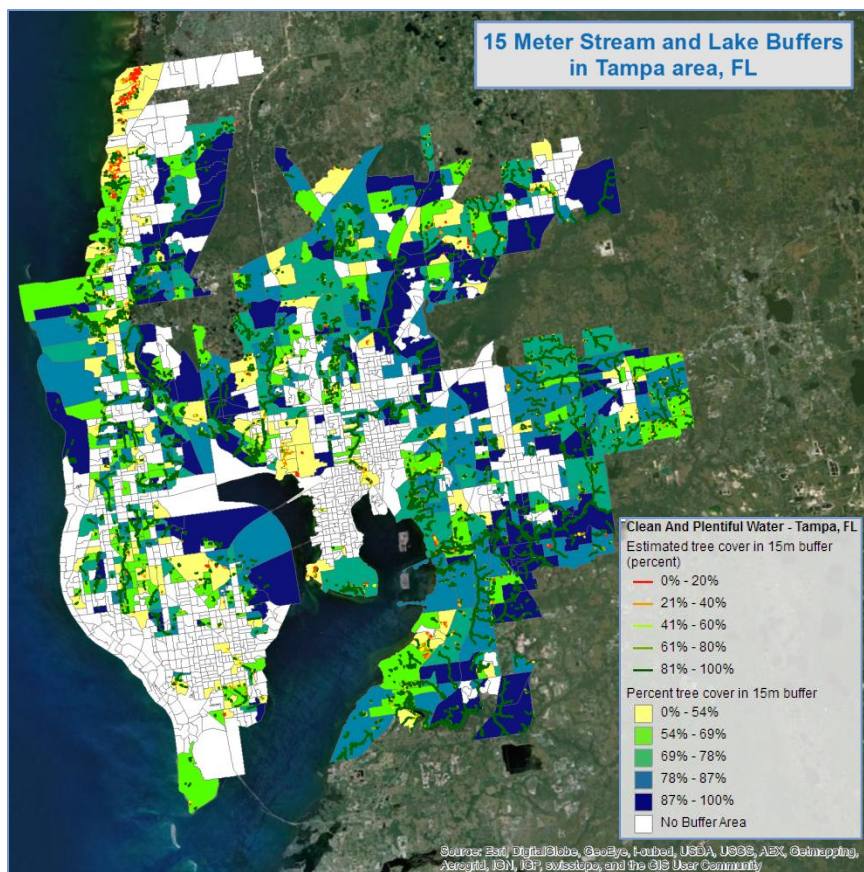 15 Meter Stream and Lake Buffers
in Tampa area, FL
Clean And Plentiful Water - Tampa, FL
Estimated tree cover in 15m buffer
(percent)
0% - 20%
21% - 40%
41% - 60%
61% - 80%
81% - 100%
Percent tree cover in 15m buffer
0% - 54%
54% - 69%
69% - 78%
78% - 87%
87% - 100%
No Buffer Area
Source: Esri, DigitalGlobe, GeoEye, i-cubed, USDA, USGS, AEX, Getmapping,
Aerogrid, IGN, IGP, swisstopo, and the GIS User Community